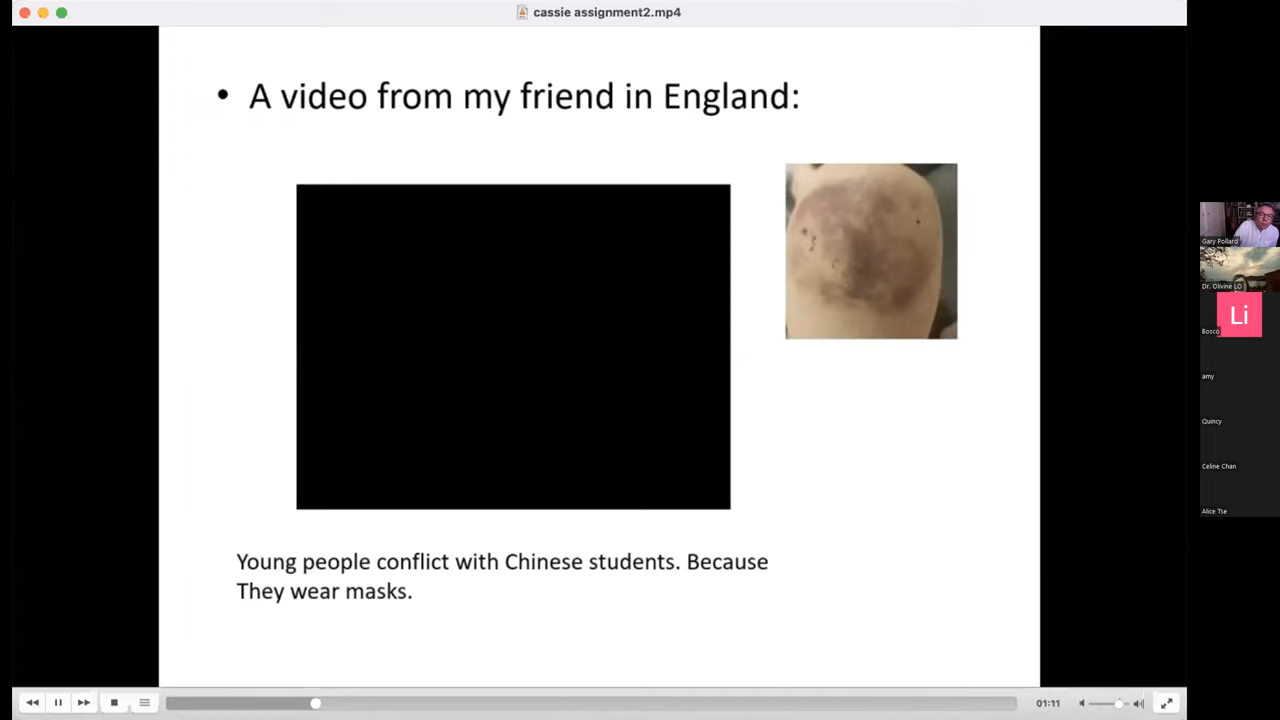 cassie assignment2.mp4
• A video from my friend in England:
Young people conflict with Chinese students. Because
They wear masks.
01:11
Gary Pollard
Dr. Olivine LO
Li
Bosco
amy
Quincy
Celine Chan
Alice Tse